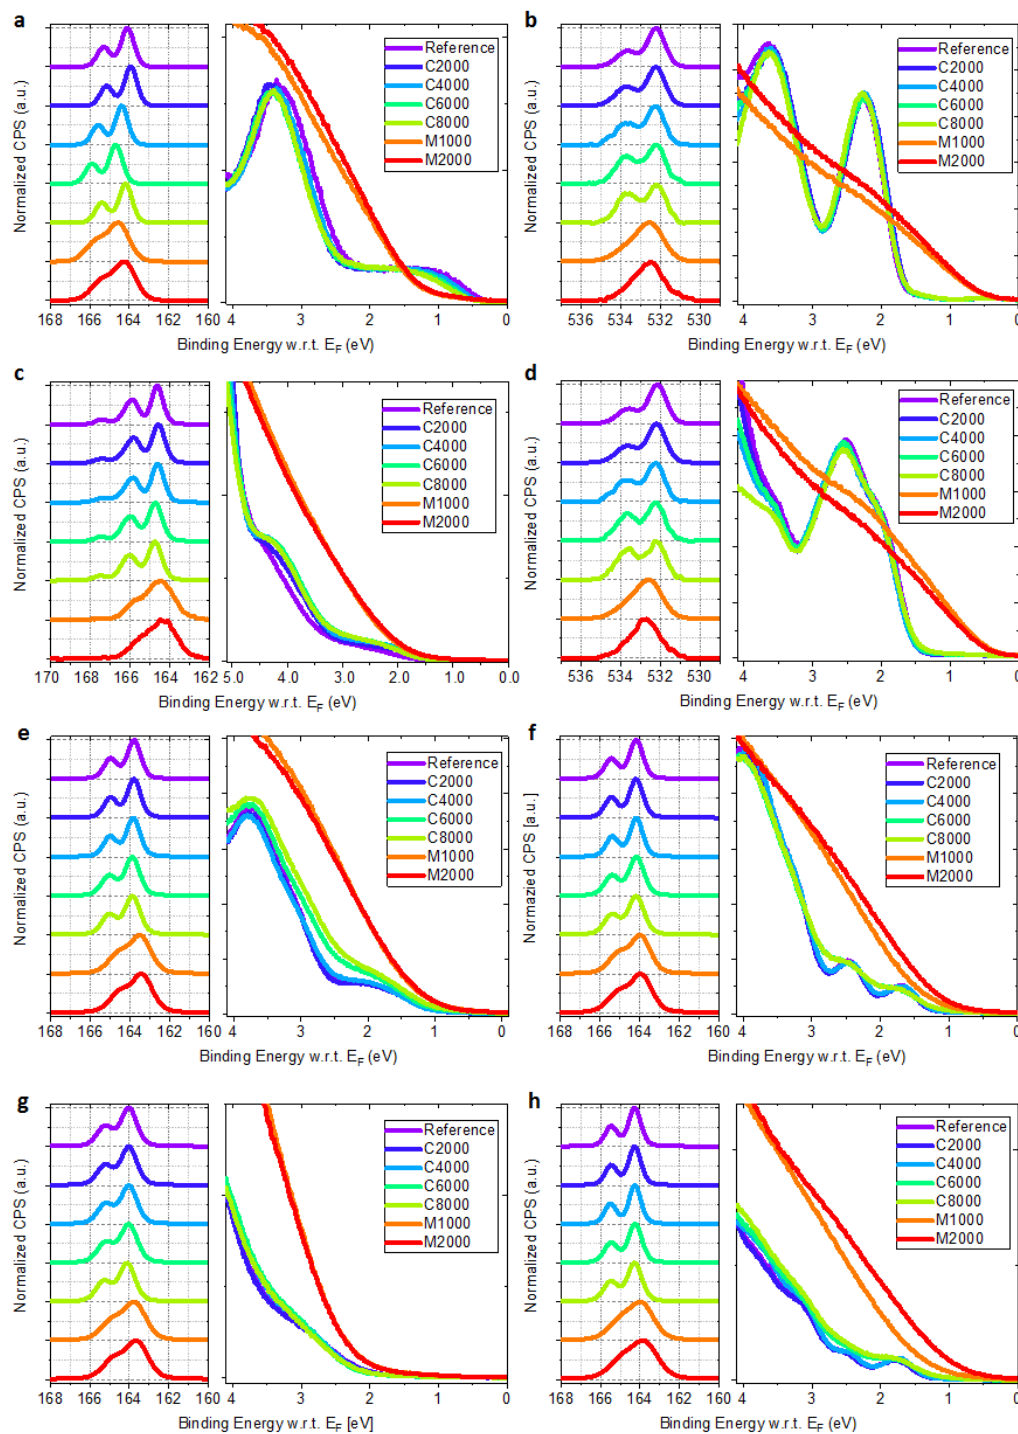 a
Normalized CPS (a.u.)
168 166 164 162 160
4 3 2 1 0
Reference
C2000
C4000
C6000
C8000
M1000
M2000
Binding Energy w.r.t. EF (eV)
b
Normalized CPS (a.u.)
536 534 532 530
4 3 2 1 0
Reference
C2000
C4000
C6000
C8000
M1000
M2000
Binding Energy w.r.t. EF (eV)
c
Normalized CPS (a.u.)
170 168 166 164 162
5.0 4.0 3.0 2.0 1.0 0.0
Reference
C2000
C4000
C6000
C8000
M1000
M2000
Binding Energy w.r.t. EF (eV)
d
Normalized CPS (a.u.)
536 534 532 530
4 3 2 1 0
Reference
C2000
C4000
C6000
C8000
M1000
M2000
Binding Energy w.r.t. EF (eV)
e
Normalized CPS (a.u.)
168 166 164 162 160
4 3 2 1 0
Reference
C2000
C4000
C6000
C8000
M1000
M2000
Binding Energy w.r.t. EF (eV)
f
Normazied CPS [a.u.]
168 166 164 162 160
4 3 2 1 0
Reference
C2000
C4000
C6000
C8000
M1000
M2000
Binding Energy w.r.t. EF (eV)
g
Normalized CPS (a.u.)
168 166 164 162 160
4 3 2 1 0
Reference
C2000
C4000
C6000
C8000
M1000
M2000
Binding Energy w.r.t. EF [eV]
h
Normalized CPS (a.u.)
168 166 164 162 160
4 3 2 1 0
Reference
C2000
C4000
C6000
C8000
M1000
M2000
Binding Energy w.r.t. EF (eV)